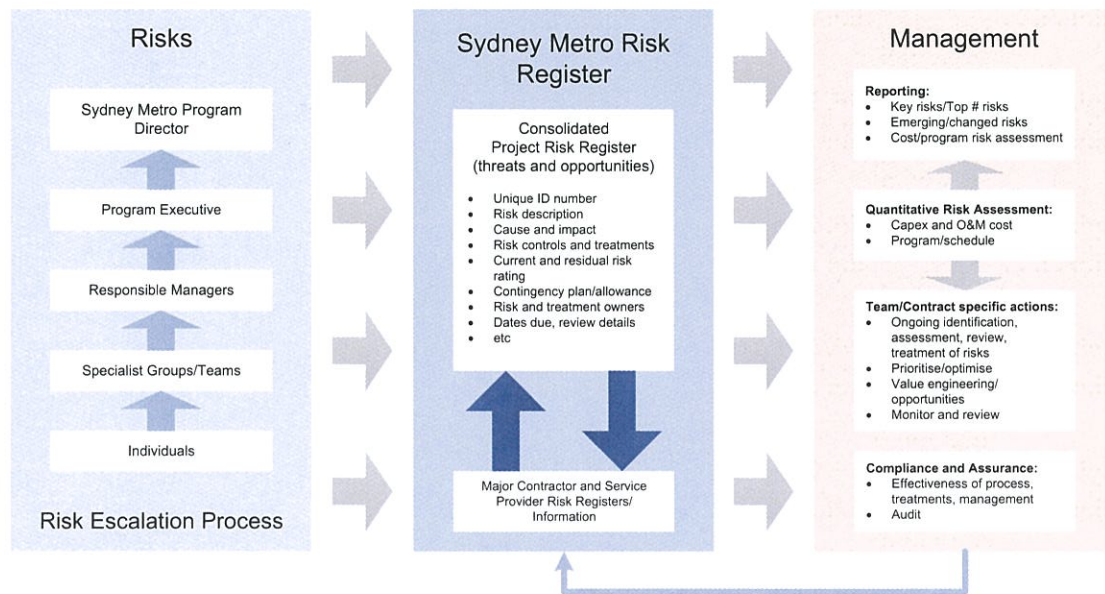 Risks
Sydney Metro Program
Director
Program Executive
Responsible Managers
Specialist Groups/Teams
Individuals
Risk Escalation Process
Sydney Metro Risk
Register
Consolidated
Project Risk Register
(threats and opportunities)
• Unique ID number
• Risk description
• Cause and impact
• Risk controls and treatments
• Current and residual risk
rating
• Contingency plan/allowance
• Risk and treatment owners
• Dates due, review details
• etc
Major Contractor and Service
Provider Risk Registers/
Information
Management
Reporting:
• Key risks/Top # risks
• Emerging/changed risks
• Cost/program risk assessment
Quantitative Risk Assessment:
• Capex and O&M cost
• Program/schedule
Team/Contract specific actions:
• Ongoing identification,
assessment, review,
treatment of risks
• Prioritise/optimise
• Value engineering/
opportunities
• Monitor and review
Compliance and Assurance:
• Effectiveness of process,
treatments, management
• Audit